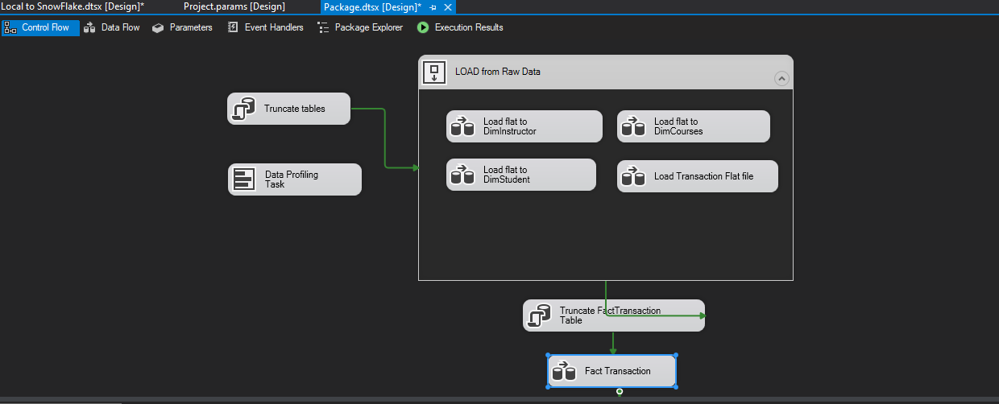 Local to SnowFlake.dtsx [Design]*
Project.params [Design]
Package.dtsx [Design]*
Control Flow
Data Flow
Parameters
Event Handlers
Package Explorer
Execution Results
LOAD from Raw Data
Truncate tables
Load flat to
DimInstructor
Load flat to
DimCourses
Data Profiling
Task
Load flat to
DimStudent
Load Transaction Flat file
Truncate FactTransaction
Table
Fact Transaction